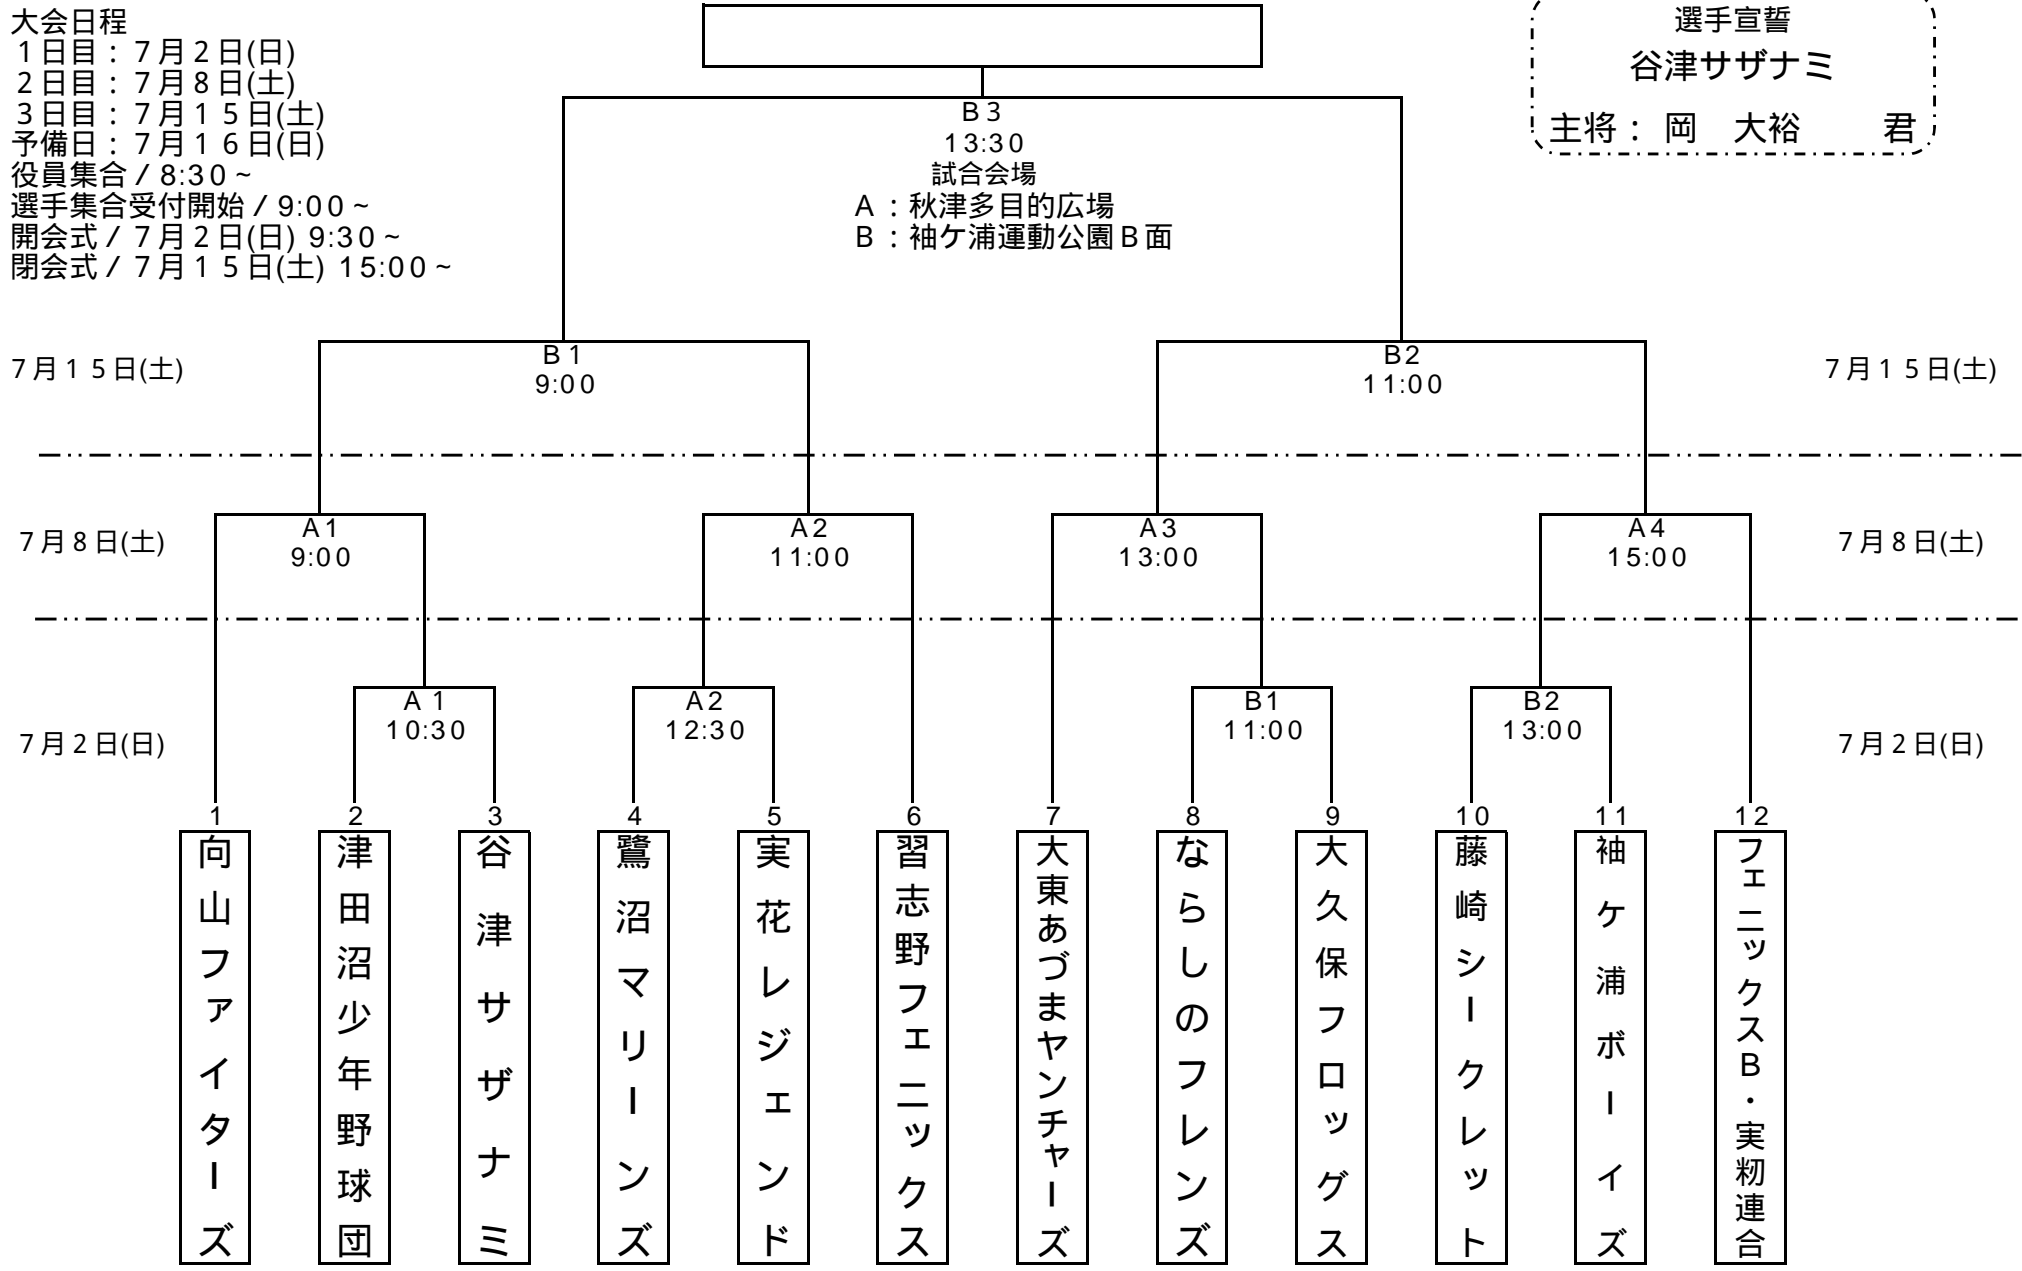 大会日程
1日目：7月2日(日)
2日目：7月8日(土)
3日目：7月15日(土)
予備日：7月16日(日)
役員集合/8:30~
選手集合受付開始/9:00~
開会式/7月2日(日) 9:30~
閉会式/7月15日(土) 15:00~
選手宣誓
谷津サザナミ
主将： 岡　大裕　　君
B3
13:30
試合会場
A：秋津多目的広場
B：袖ケ浦運動公園B面
7月15日(土)
B1
9:00
B2
11:00
7月15日(土)
7月8日(土)
A1
9:00
A2
11:00
A3
13:00
A4
15:00
7月8日(土)
7月2日(日)
A1
10:30
A2
12:30
B1
11:00
B2
13:00
7月2日(日)
1
向山ファイターズ
2
津田沼少年野球団
3
谷津サザナミ
4
鷺沼マリーンズ
5
実花レジェンド
6
習志野フェニックス
7
大東あづまヤンチャーズ
8
ならしのフレンズ
9
大久保フロッグス
10
藤崎シークレット
11
袖ケ浦ボーイズ
12
フェニックスB・実籾連合